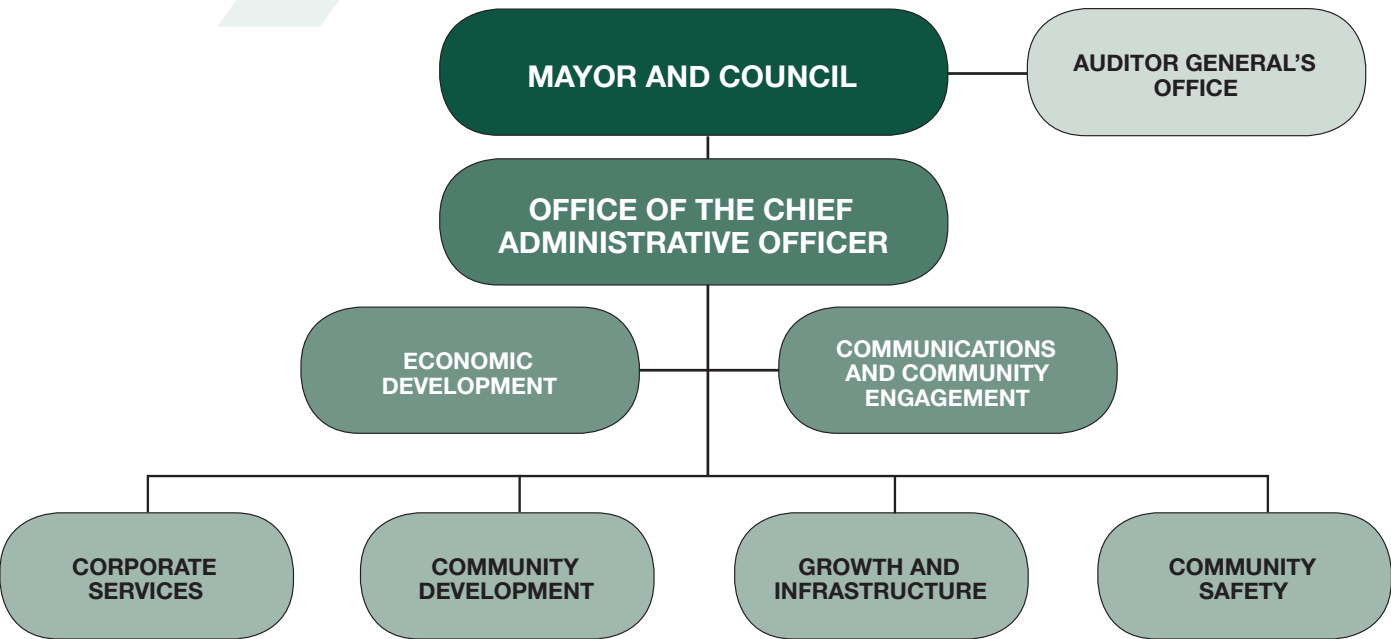 MAYOR AND COUNCIL
AUDITOR GENERAL'S
OFFICE
OFFICE OF THE CHIEF
ADMINISTRATIVE OFFICER
ECONOMIC
DEVELOPMENT
COMMUNICATIONS
AND COMMUNITY
ENGAGEMENT
CORPORATE
SERVICES
COMMUNITY
DEVELOPMENT
GROWTH AND
INFRASTRUCTURE
COMMUNITY
SAFETY